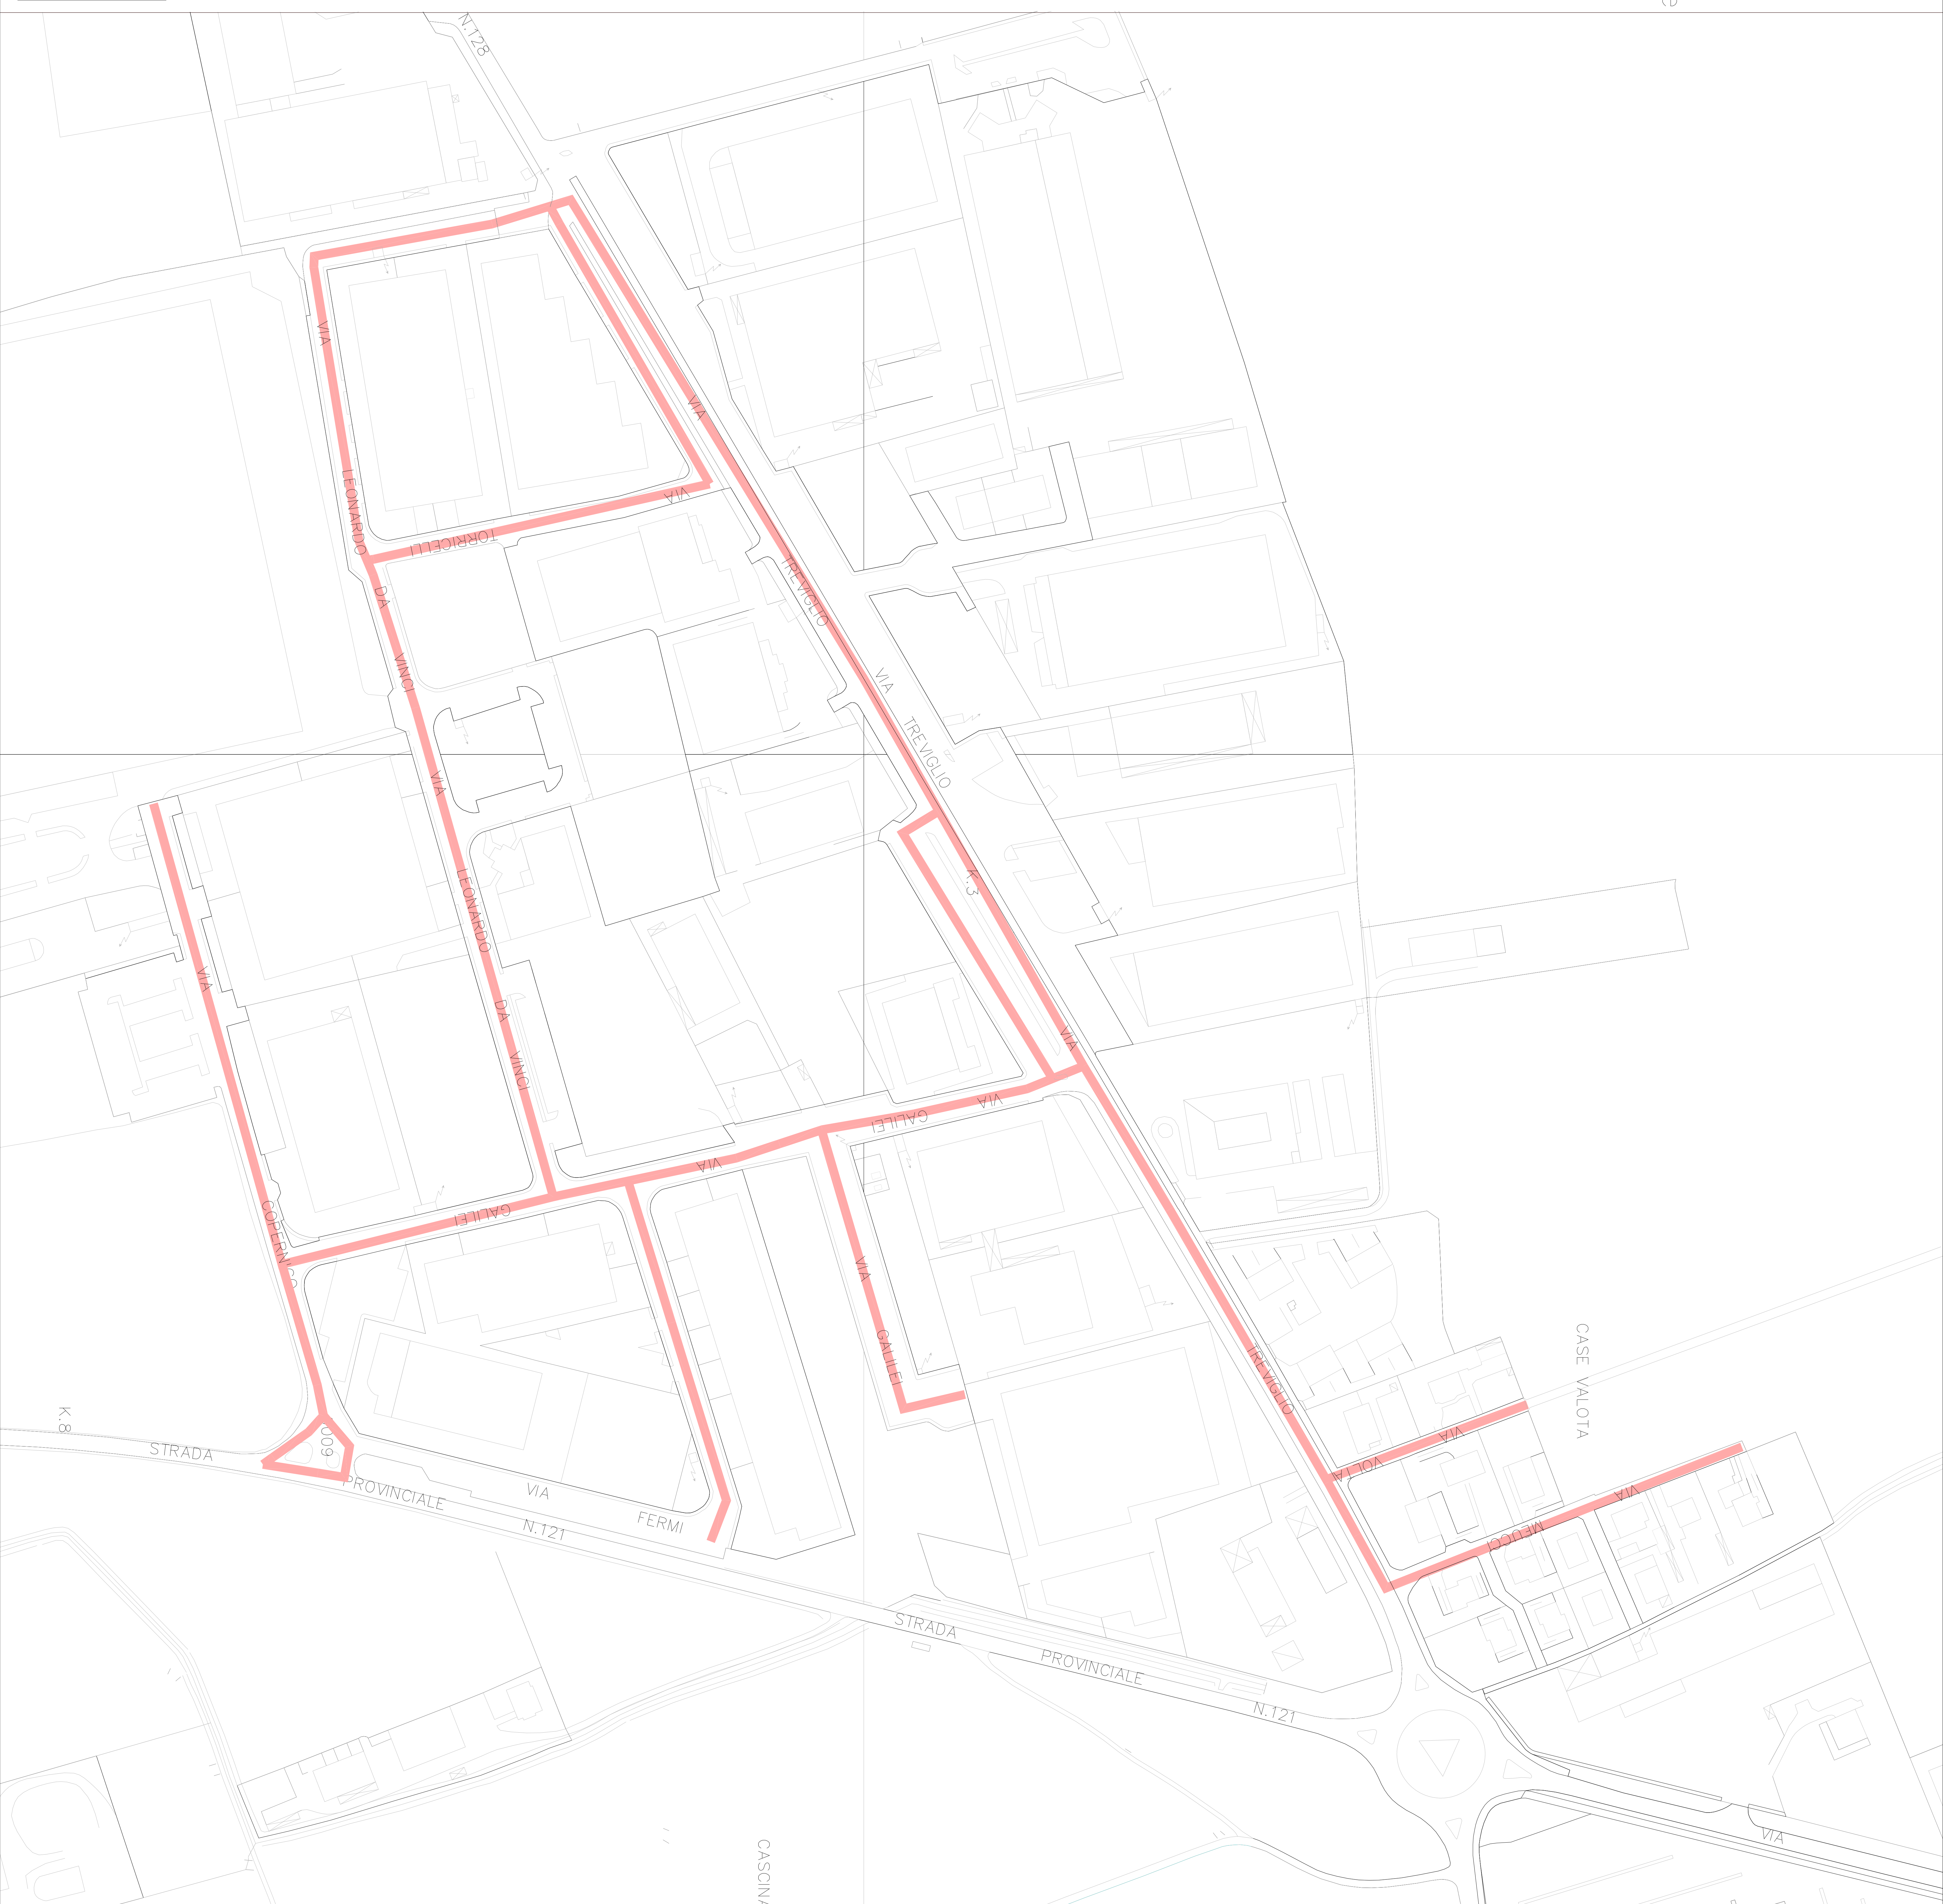 N.128
VIA
LEONARDO
DA
VINCI
VIA
TORRICELLI
VIA
TREVIGLIO
VIA
TREVIGLIO
K.3
VIA
LEONARDO
DA
VINCI
VIA
VIA
COPERNICO
VIA
GALILEI
VIA
GALILEI
VIA
GALILEI
TREVIGLIO
CASE VALOTA
VIA
VOLTA
VIA
MEUCCI
K.8
STRADA
PROVINCIALE
N.121
VIA
FERMI
STRADA
PROVINCIALE
N.121
VIA
CASCINA